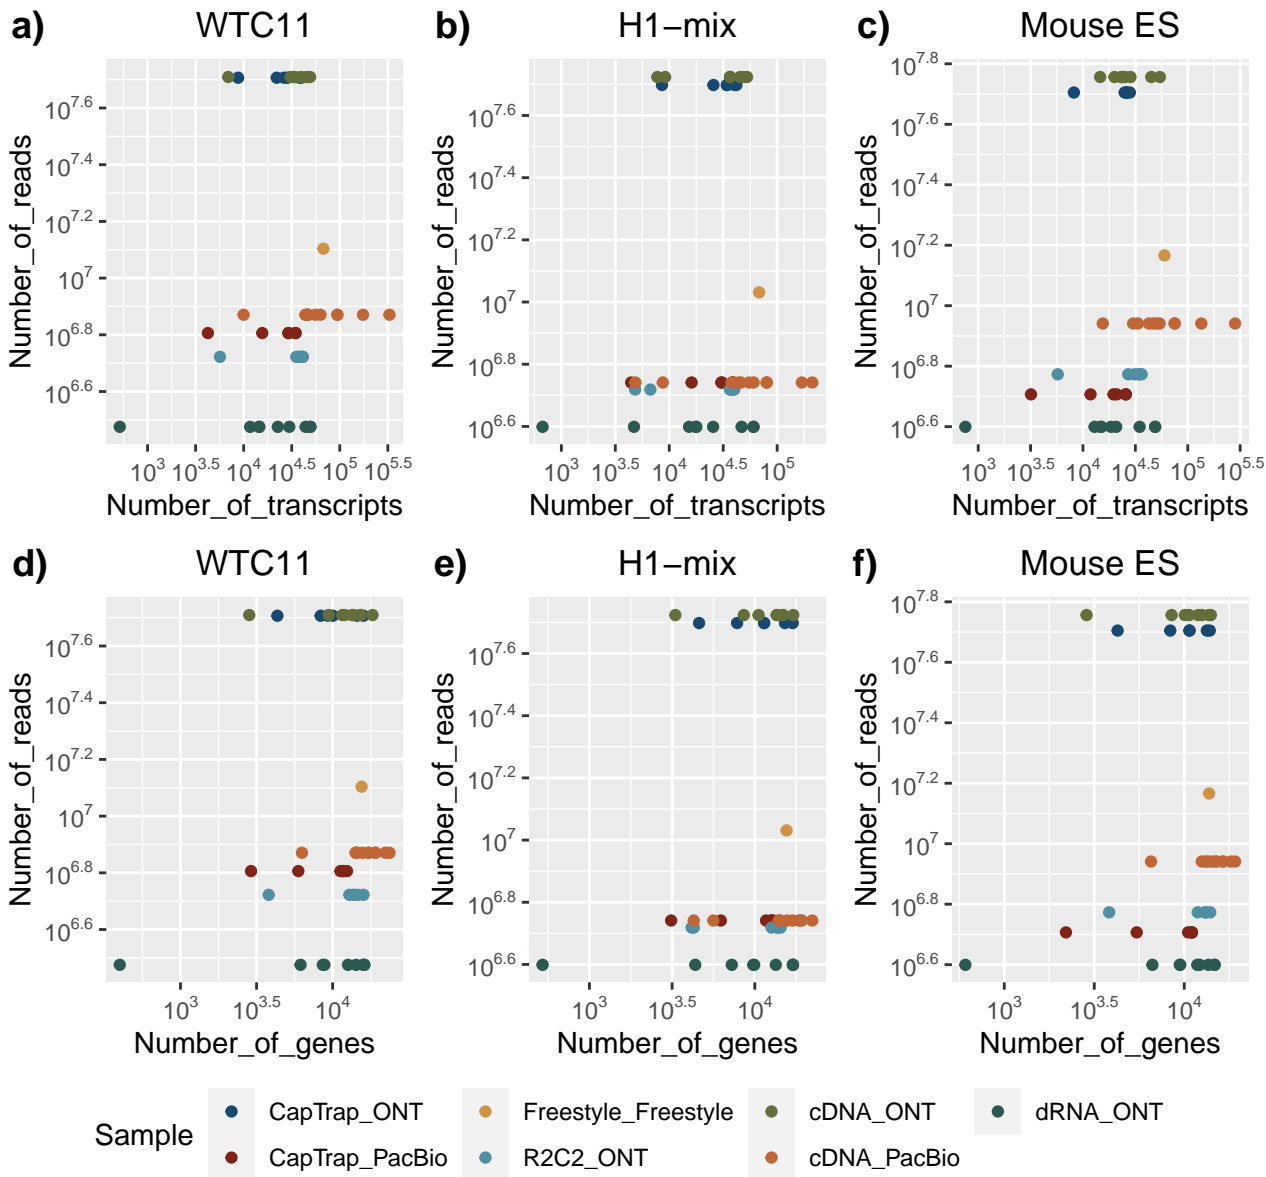 a) WTC11
b) H1−mix
c) Mouse ES
Number_of_reads
10^7.6
10^7.4
10^7.2
10^7
10^6.8
10^6.6
10^3 10^3.5 10^4 10^4.5 10^5 10^5.5
Number_of_transcripts
Number_of_reads
10^7.6
10^7.4
10^7.2
10^7
10^6.8
10^6.6
10^3 10^3.5 10^4 10^4.5 10^5
Number_of_transcripts
Number_of_reads
10^7.8
10^7.6
10^7.4
10^7.2
10^7
10^6.8
10^6.6
10^3 10^3.5 10^4 10^4.5 10^5 10^5.5
Number_of_transcripts
d) WTC11
e) H1−mix
f) Mouse ES
Number_of_reads
10^7.6
10^7.4
10^7.2
10^7
10^6.8
10^6.6
10^3 10^3.5 10^4
Number_of_genes
Number_of_reads
10^7.6
10^7.4
10^7.2
10^7
10^6.8
10^6.6
10^3 10^3.5 10^4
Number_of_genes
Number_of_reads
10^7.8
10^7.6
10^7.4
10^7.2
10^7
10^6.8
10^6.6
10^3 10^3.5 10^4
Number_of_genes
Sample
CapTrap_ONT Freestyle_Freestyle cDNA_ONT dRNA_ONT
CapTrap_PacBio R2C2_ONT cDNA_PacBio